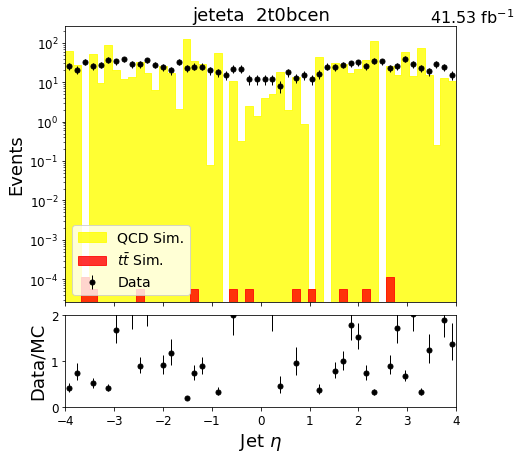 jeteta 2t0bcen
41.53 fb⁻¹
Events
10²
10¹
10⁰
10⁻¹
10⁻²
10⁻³
10⁻⁴
QCD Sim.
tt̄ Sim.
Data
Data/MC
2
1
0
−4 −3 −2 −1 0 1 2 3 4
Jet η